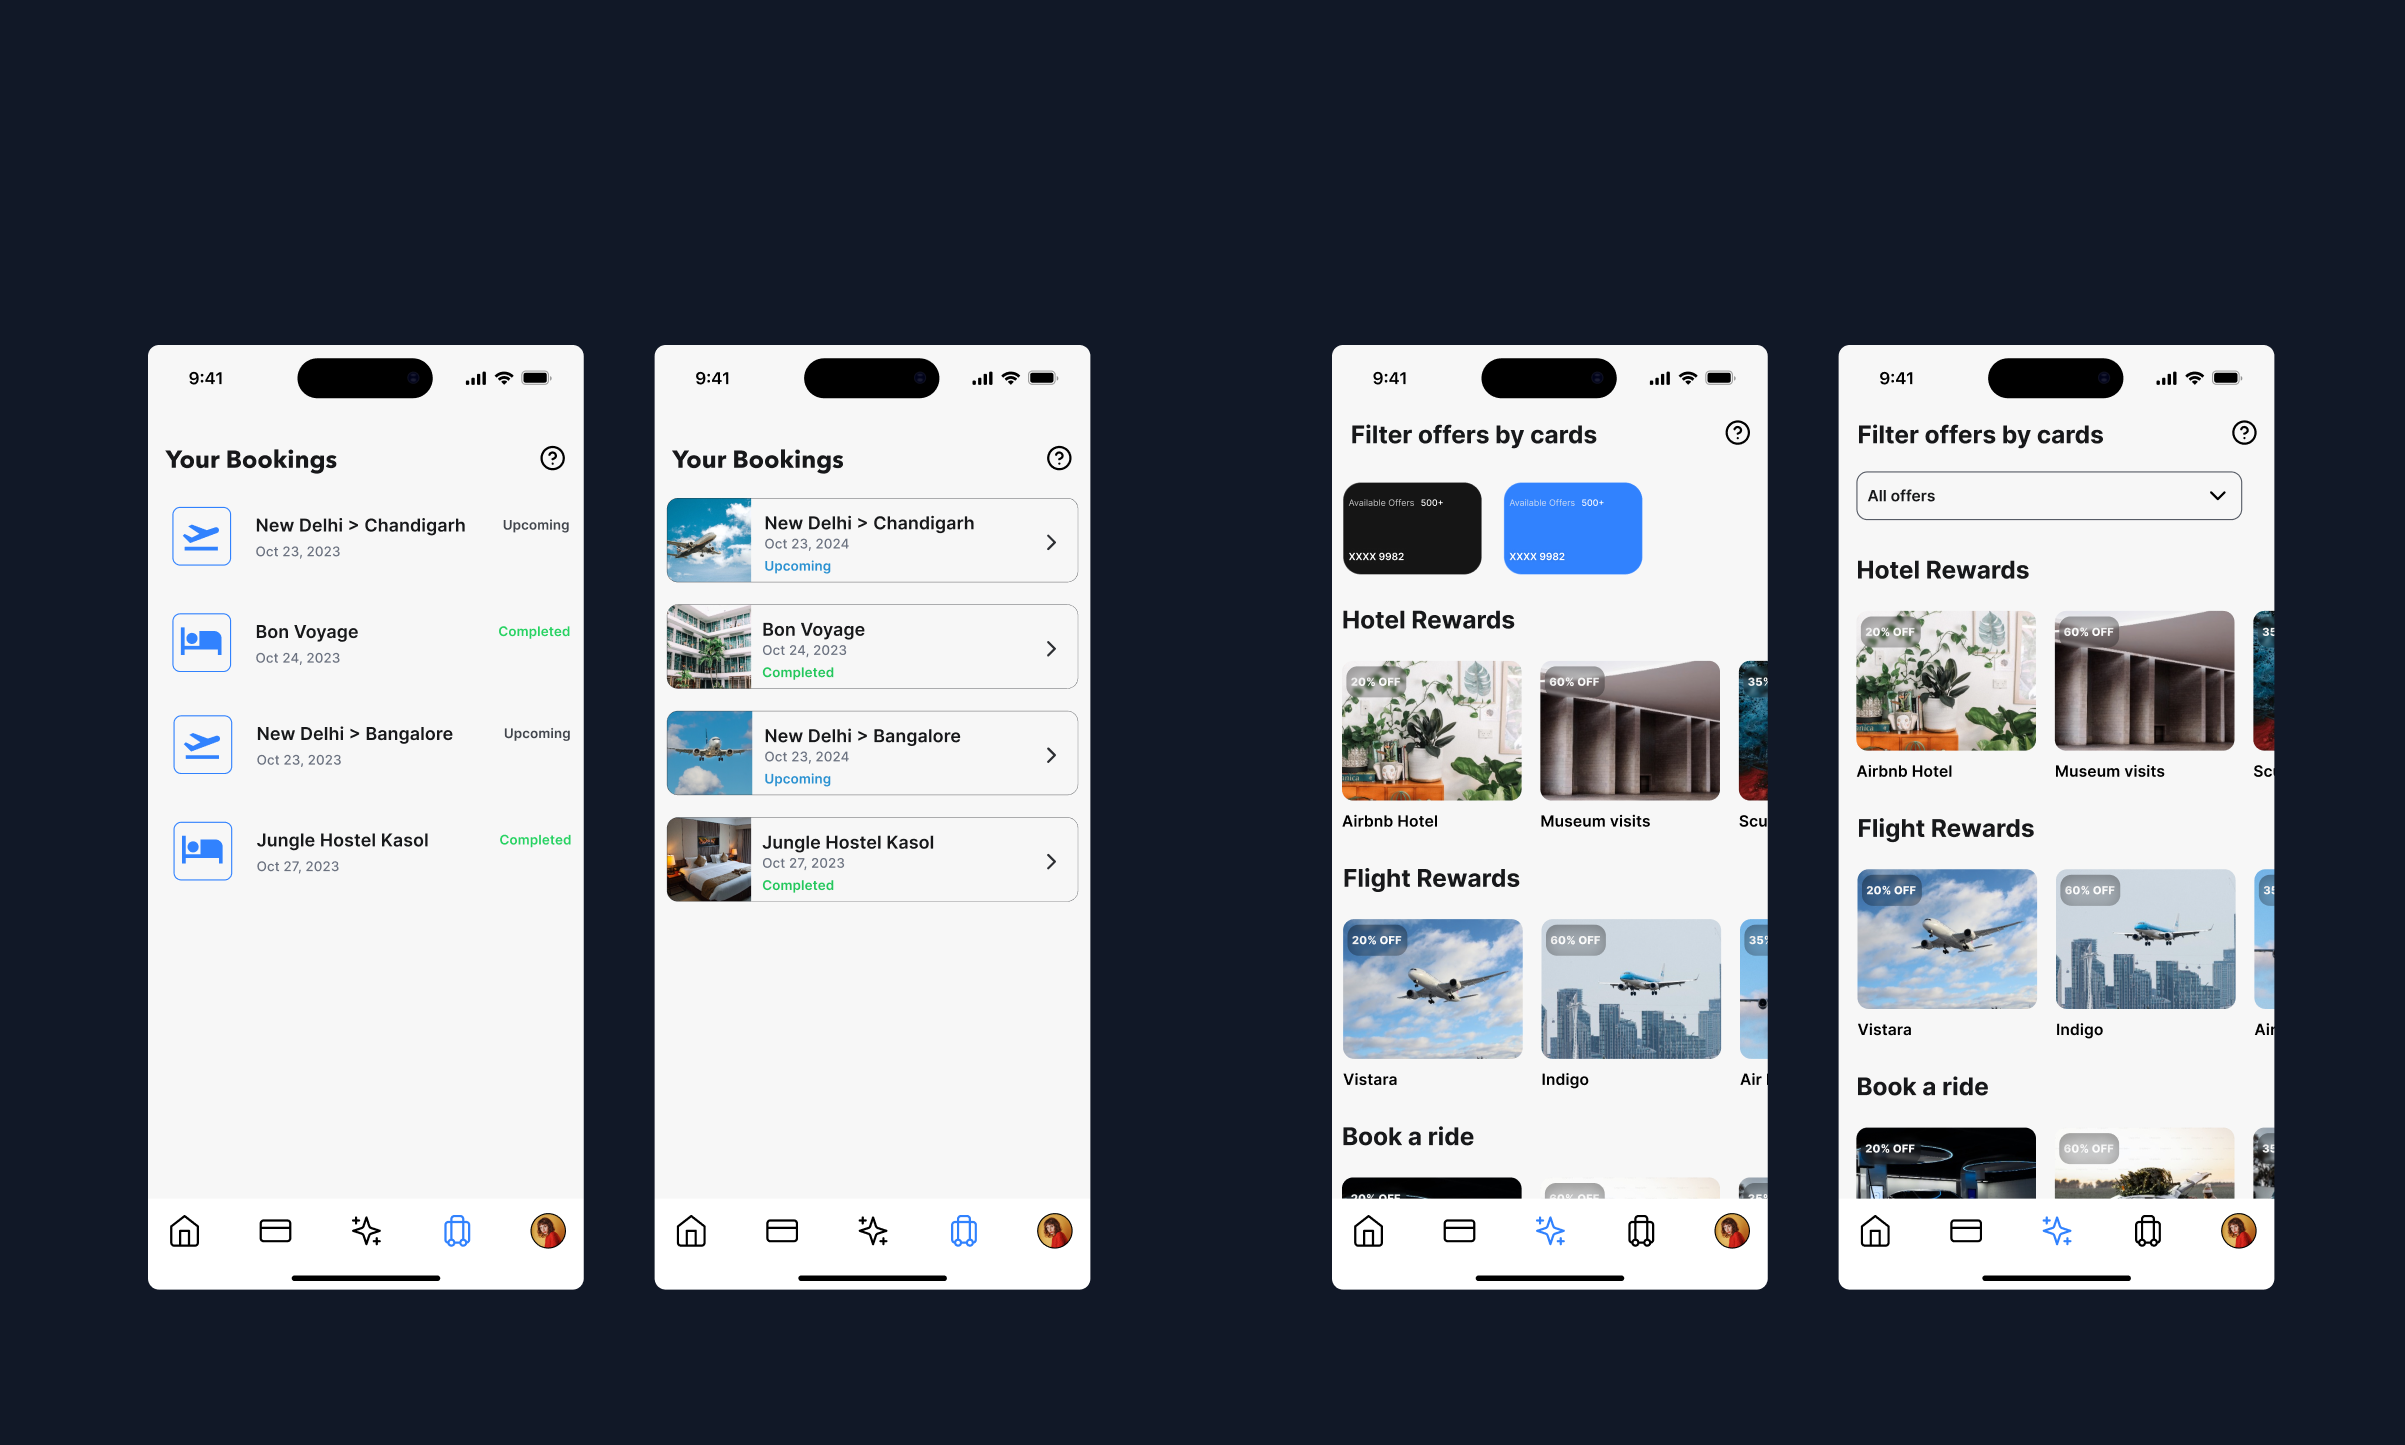 9:41
Your Bookings
New Delhi > Chandigarh
Upcoming
Oct 23, 2023
Bon Voyage
Completed
Oct 24, 2023
New Delhi > Bangalore
Upcoming
Oct 23, 2023
Jungle Hostel Kasol
Completed
Oct 27, 2023
9:41
Your Bookings
New Delhi > Chandigarh
Oct 23, 2024
Upcoming
Bon Voyage
Oct 24, 2023
Completed
New Delhi > Bangalore
Oct 23, 2024
Upcoming
Jungle Hostel Kasol
Oct 27, 2023
Completed
9:41
Filter offers by cards
Available Offers 500+
XXXX 9982
Available Offers 500+
XXXX 9982
Hotel Rewards
20% OFF
60% OFF
35%
Airbnb Hotel
Museum visits
Scu
Flight Rewards
20% OFF
60% OFF
35%
Vistara
Indigo
Air
Book a ride
20% OFF
60% OFF
35%
9:41
Filter offers by cards
All offers
Hotel Rewards
20% OFF
60% OFF
35
Airbnb Hotel
Museum visits
Scu
Flight Rewards
20% OFF
60% OFF
35
Vistara
Indigo
Air
Book a ride
20% OFF
60% OFF
35